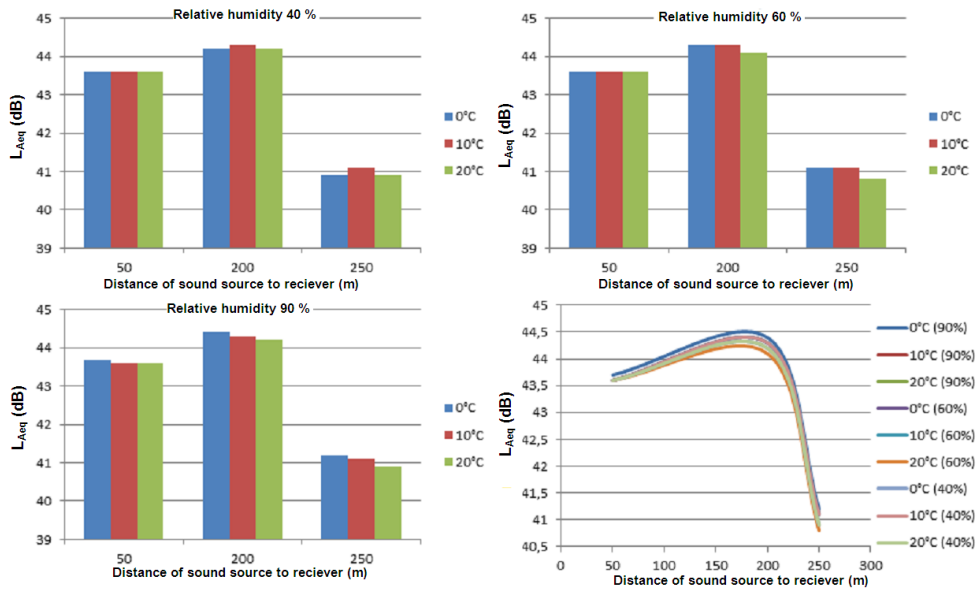 Relative humidity 40 %
45
44
43
42
41
40
39
L_Aeq (dB)
50 200 250
Distance of sound source to reciever (m)
0°C
10°C
20°C
Relative humidity 60 %
45
44
43
42
41
40
39
L_Aeq (dB)
50 200 250
Distance of sound source to reciever (m)
0°C
10°C
20°C
Relative humidity 90 %
45
44
43
42
41
40
39
L_Aeq (dB)
50 200 250
Distance of sound source to reciever (m)
0°C
10°C
20°C
45
44,5
44
43,5
43
42,5
42
41,5
41
40,5
L_Aeq (dB)
0 50 100 150 200 250 300
Distance of sound source to reciever (m)
0°C (90%)
10°C (90%)
20°C (90%)
0°C (60%)
10°C (60%)
20°C (60%)
0°C (40%)
10°C (40%)
20°C (40%)